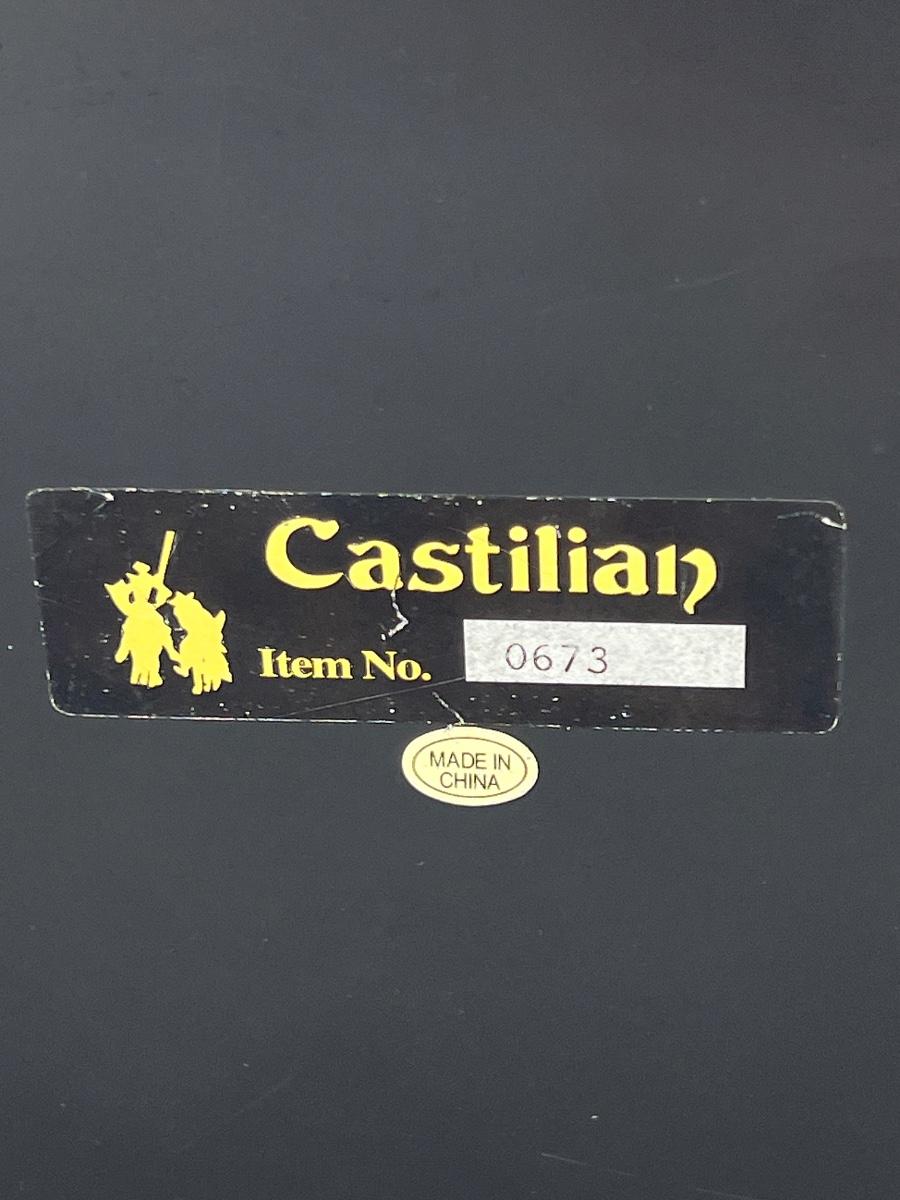 Castilian
Item No. 0673
MADE IN
CHINA